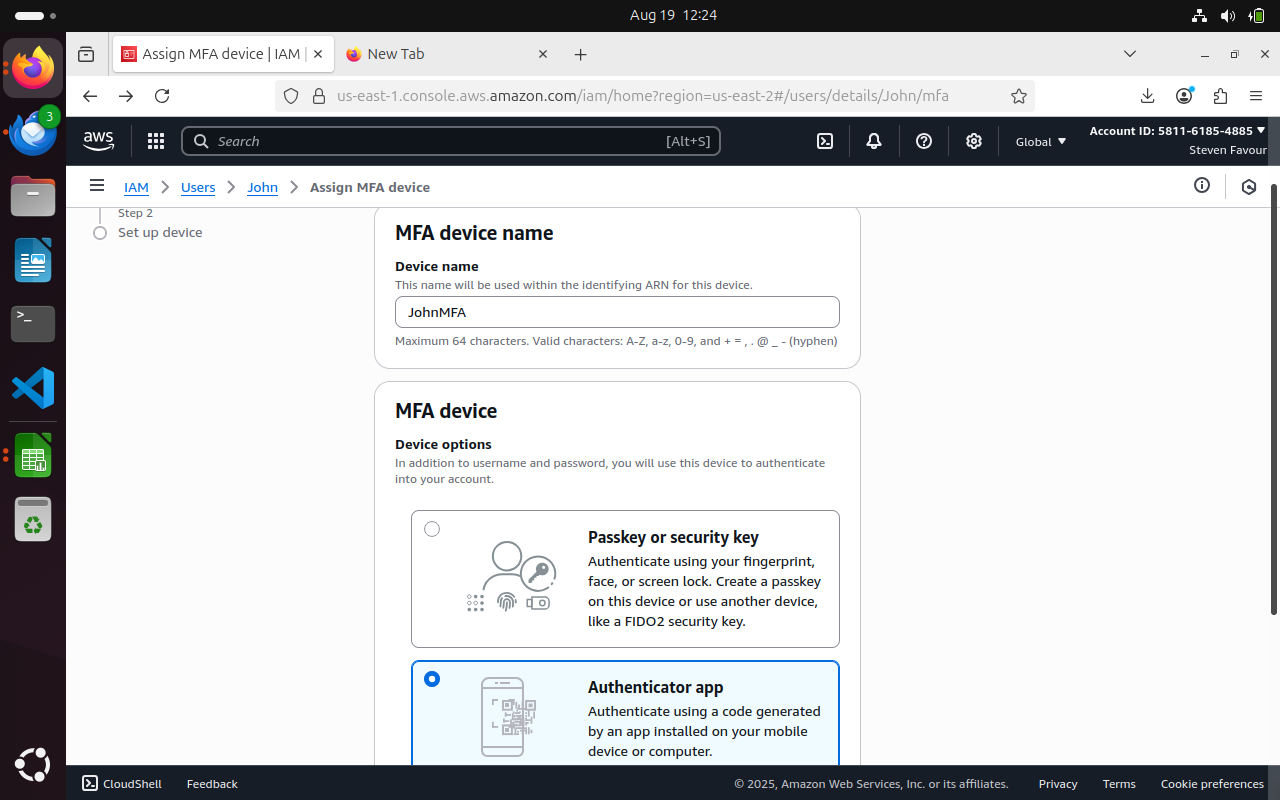 Aug 19 12:24
Assign MFA device | IAM |
New Tab
us-east-1.console.aws.amazon.com/iam/home?region=us-east-2#/users/details/John/mfa
3
aws
Search
[Alt+S]
Global
Account ID: 5811-6185-4885
Steven Favour
IAM
Users
John
Assign MFA device
Step 2
Set up device
MFA device name
Device name
This name will be used within the identifying ARN for this device.
JohnMFA
Maximum 64 characters. Valid characters: A-Z, a-z, 0-9, and + = , . @ _ - (hyphen)
MFA device
Device options
In addition to username and password, you will use this device to authenticate
into your account.
Passkey or security key
Authenticate using your fingerprint,
face, or screen lock. Create a passkey
on this device or use another device,
like a FIDO2 security key.
Authenticator app
Authenticate using a code generated
by an app installed on your mobile
device or computer.
CloudShell
Feedback
© 2025, Amazon Web Services, Inc. or its affiliates.
Privacy
Terms
Cookie preferences